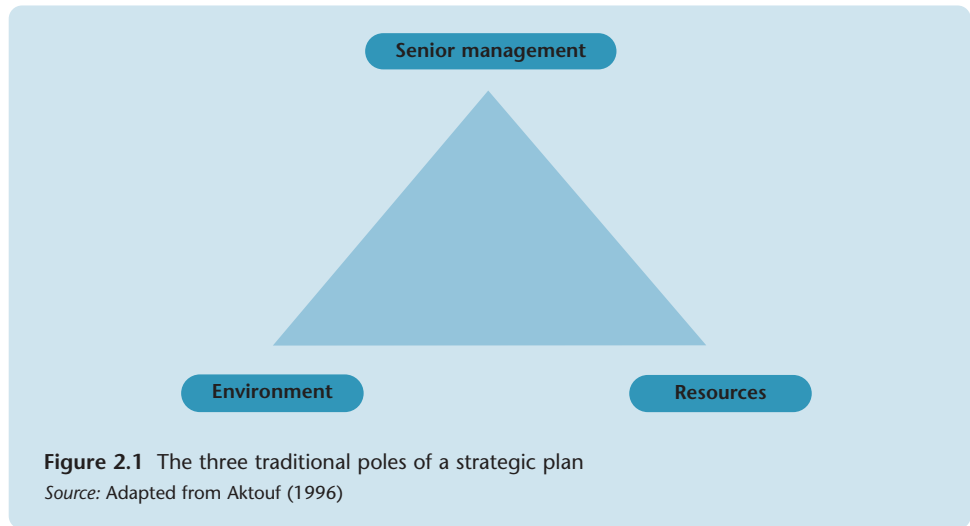 Senior management
Environment
Resources
Figure 2.1 The three traditional poles of a strategic plan
Source: Adapted from Aktouf (1996)